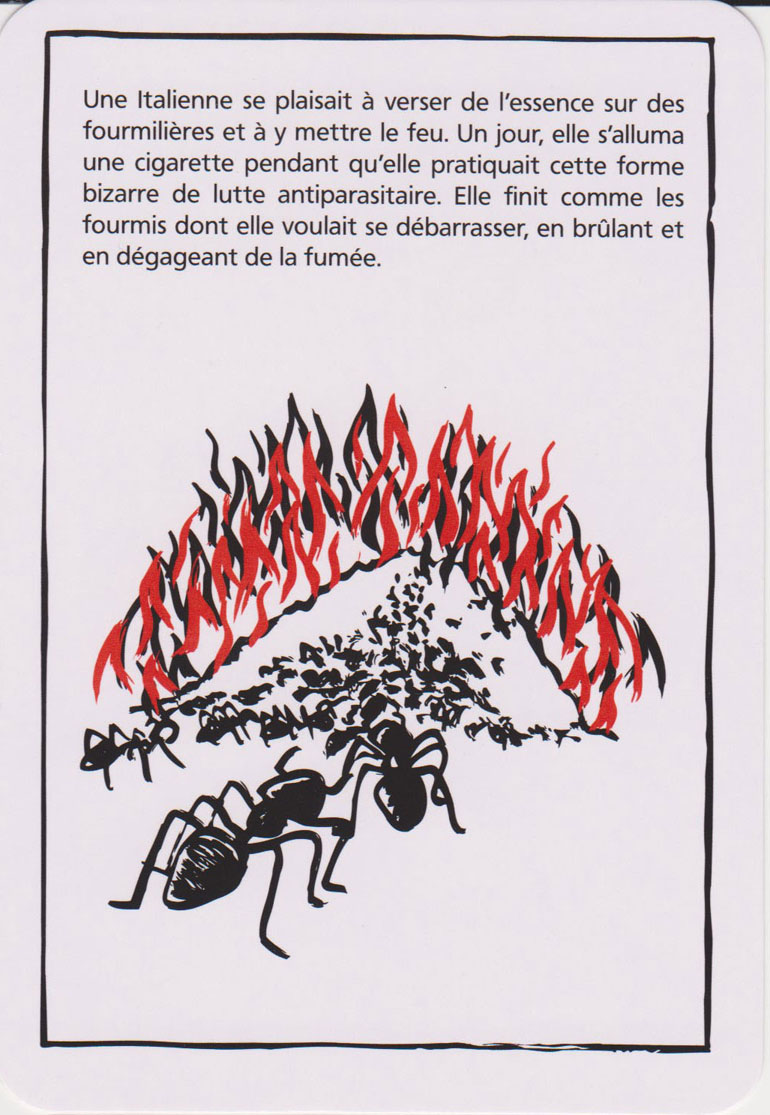 Une Italienne se plaisait à verser de l'essence sur des
fourmilières et à y mettre le feu. Un jour, elle s'alluma
une cigarette pendant qu'elle pratiquait cette forme
bizarre de lutte antiparasitaire. Elle finit comme les
fourmis dont elle voulait se débarrasser, en brûlant et
en dégageant de la fumée.